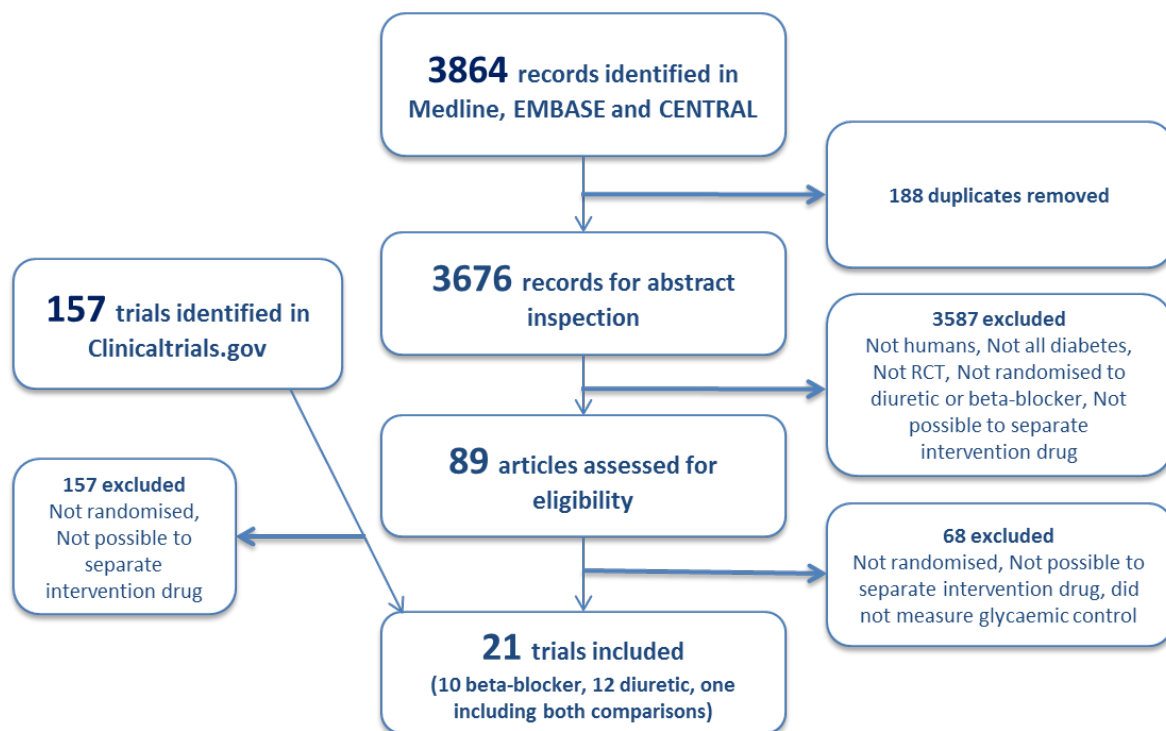 3864 records identified in
Medline, EMBASE and CENTRAL
188 duplicates removed
3676 records for abstract
inspection
157 trials identified in
Clinicaltrials.gov
3587 excluded
Not humans, Not all diabetes,
Not RCT, Not randomised to
diuretic or beta-blocker, Not
possible to separate
intervention drug
89 articles assessed for
eligibility
157 excluded
Not randomised,
Not possible to
separate
intervention drug
68 excluded
Not randomised, Not possible to
separate intervention drug, did
not measure glycaemic control
21 trials included
(10 beta-blocker, 12 diuretic, one
including both comparisons)